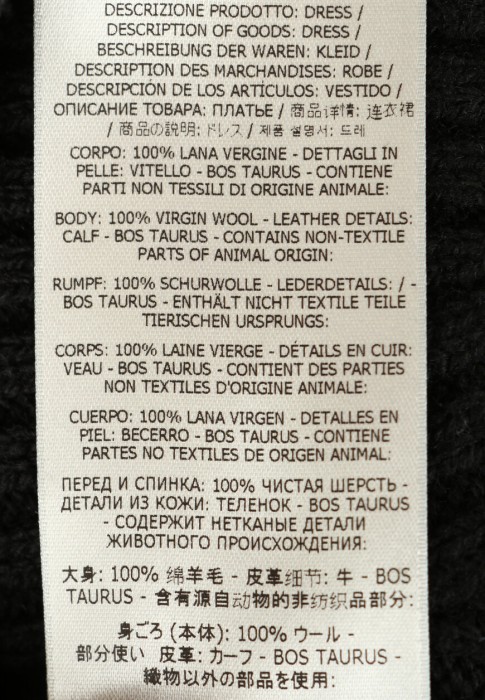 DESCRIZIONE PRODOTTO: DRESS /
DESCRIPTION OF GOODS: DRESS /
BESCHREIBUNG DER WAREN: KLEID /
DESCRIPTION DES MARCHANDISES: ROBE /
DESCRIPCIÓN DE LOS ARTÍCULOS: VESTIDO /
ОПИСАНИЕ ТОВАРА: ПЛАТЬЕ / 商品详情: 连衣裙
/ 商品の説明: ドレス / 제품 설명서: 드레
CORPO: 100% LANA VERGINE - DETTAGLI IN
PELLE: VITELLO - BOS TAURUS - CONTIENE
PARTI NON TESSILI DI ORIGINE ANIMALE:
BODY: 100% VIRGIN WOOL - LEATHER DETAILS:
CALF - BOS TAURUS - CONTAINS NON-TEXTILE
PARTS OF ANIMAL ORIGIN:
RUMPF: 100% SCHURWOLLE - LEDERDETAILS: / -
BOS TAURUS - ENTHÄLT NICHT TEXTILE TEILE
TIERISCHEN URSPRUNGS:
CORPS: 100% LAINE VIERGE - DÉTAILS EN CUIR:
VEAU - BOS TAURUS - CONTIENT DES PARTIES
NON TEXTILES D'ORIGINE ANIMALE:
CUERPO: 100% LANA VIRGEN - DETALLES EN
PIEL: BECERRO - BOS TAURUS - CONTIENE
PARTES NO TEXTILES DE ORIGEN ANIMAL:
ПЕРЕД И СПИНКА: 100% ЧИСТАЯ ШЕРСТЬ -
ДЕТАЛИ ИЗ КОЖИ: ТЕЛЕНОК - BOS TAURUS
- СОДЕРЖИТ НЕТКАНЫЕ ДЕТАЛИ
ЖИВОТНОГО ПРОИСХОЖДЕНИЯ:
大身: 100% 绵羊毛 - 皮革细节: 牛 - BOS
TAURUS - 含有源自动物的非纺织品部分:
身ごろ (本体): 100% ウール -
部分使い 皮革: カーフ - BOS TAURUS -
織物以外の部品を使用: